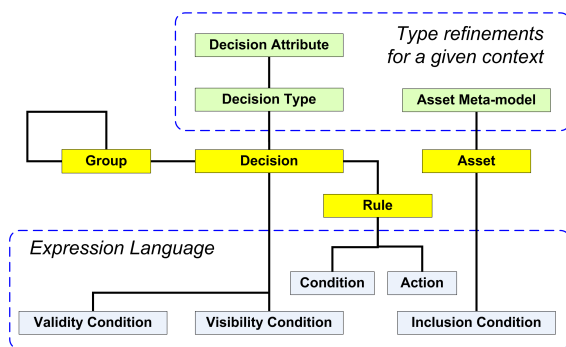 Decision Attribute
Type refinements
for a given context
Decision Type
Asset Meta-model
Group
Decision
Asset
Rule
Expression Language
Condition
Action
Validity Condition
Visibility Condition
Inclusion Condition